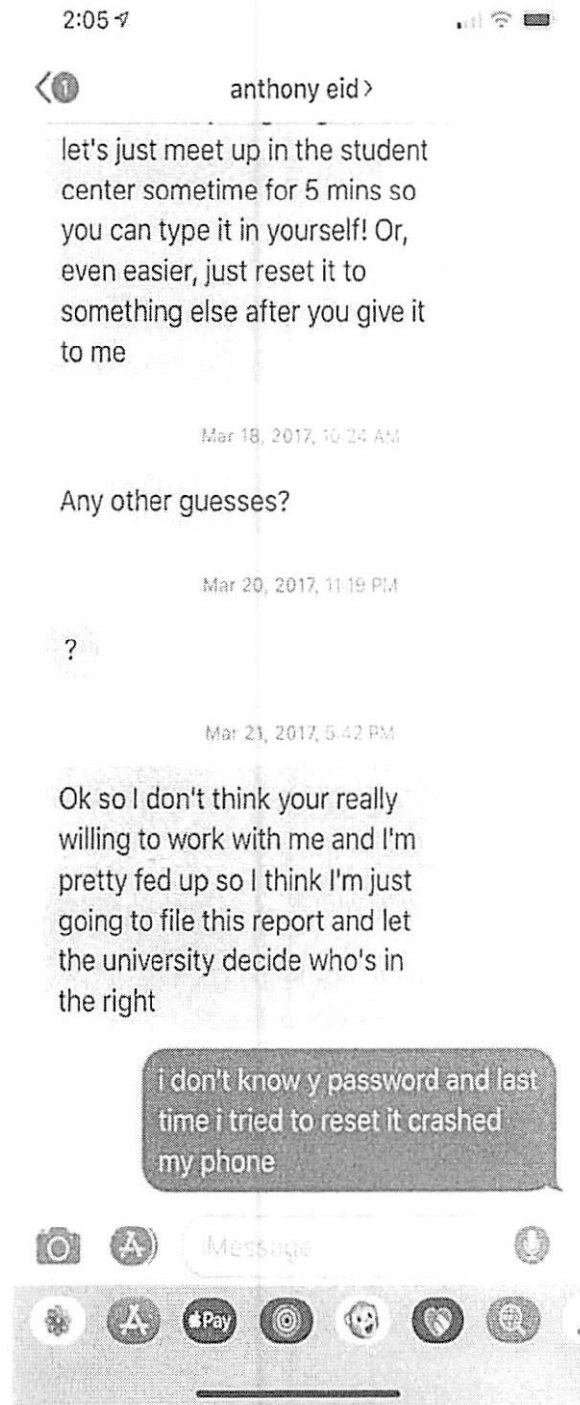 2:05
1
anthony eid >
let's just meet up in the student
center sometime for 5 mins so
you can type it in yourself! Or,
even easier, just reset it to
something else after you give it
to me
Mar 18, 2017, 10:24 AM
Any other guesses?
Mar 20, 2017, 11:19 PM
?
Mar 21, 2017, 5:42 PM
Ok so I don't think your really
willing to work with me and I'm
pretty fed up so I think I'm just
going to file this report and let
the university decide who's in
the right
i don't know y password and last
time i tried to reset it crashed
my phone
iMessage
Pay